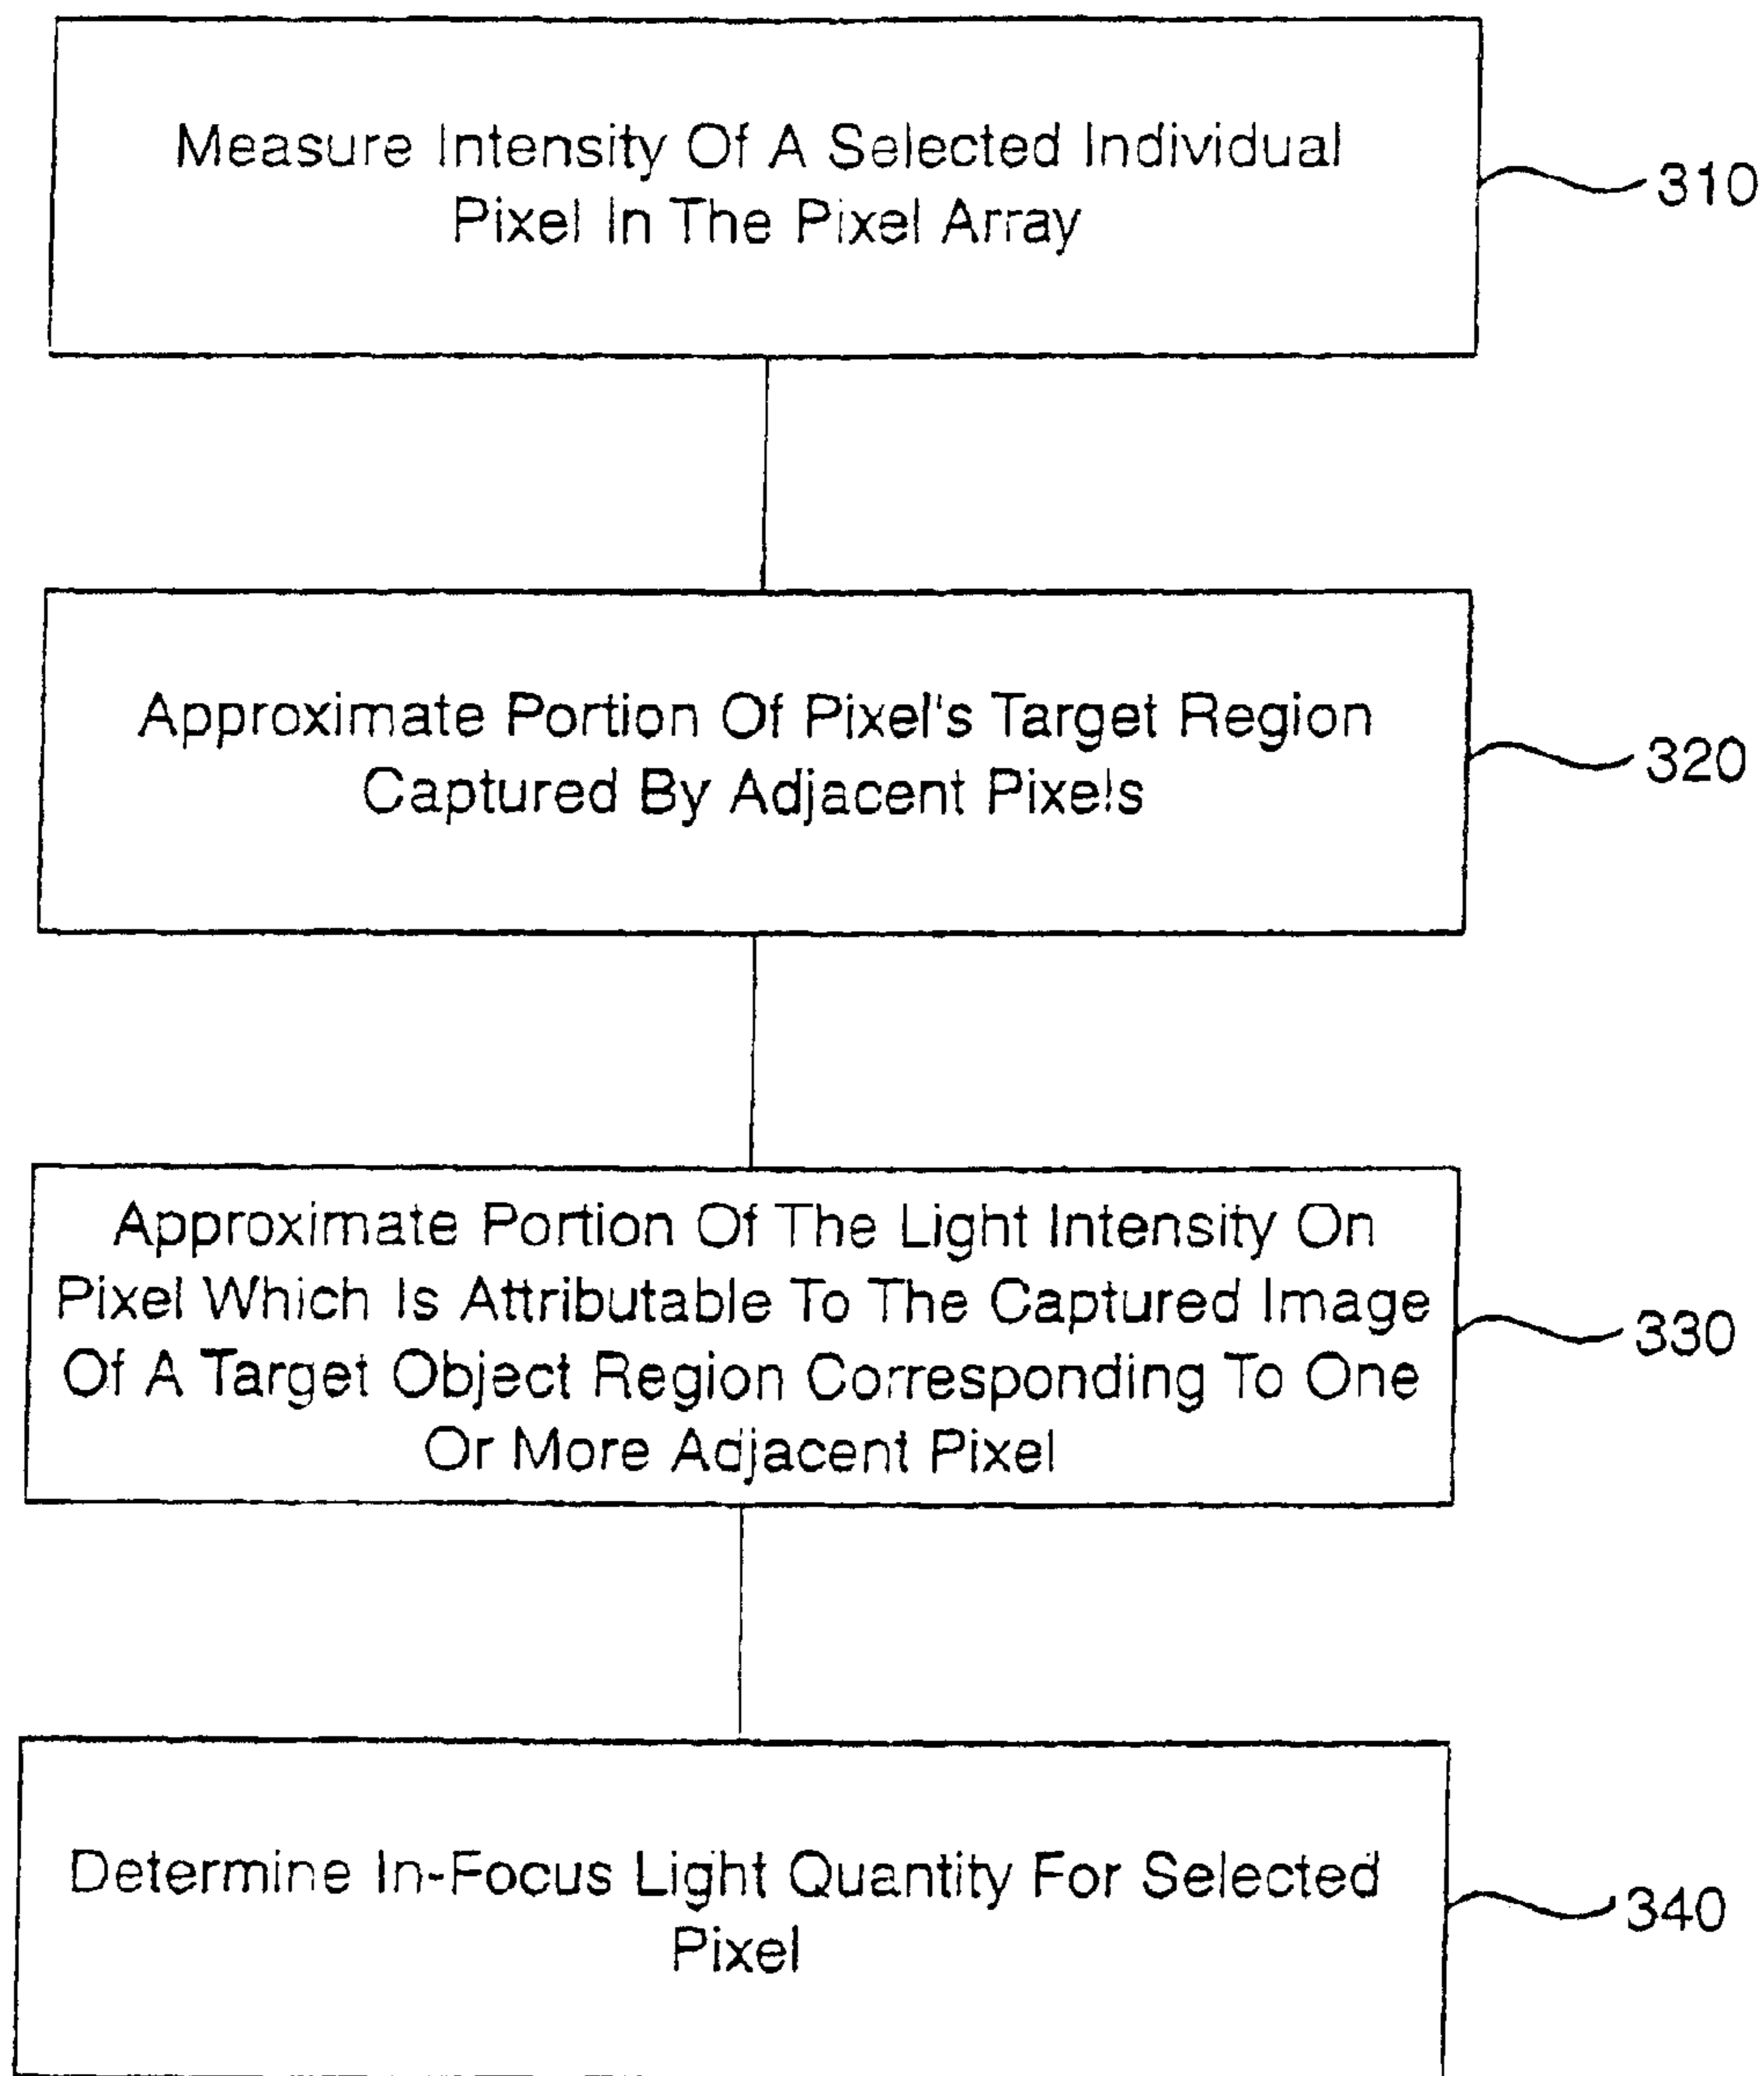 Measure Intensity Of A Selected Individual
Pixel In The Pixel Array
310
Approximate Portion Of Pixel's Target Region
Captured By Adjacent Pixels
320
Approximate Portion Of The Light Intensity On
Pixel Which Is Attributable To The Captured Image
Of A Target Object Region Corresponding To One
Or More Adjacent Pixel
330
Determine In-Focus Light Quantity For Selected
Pixel
340